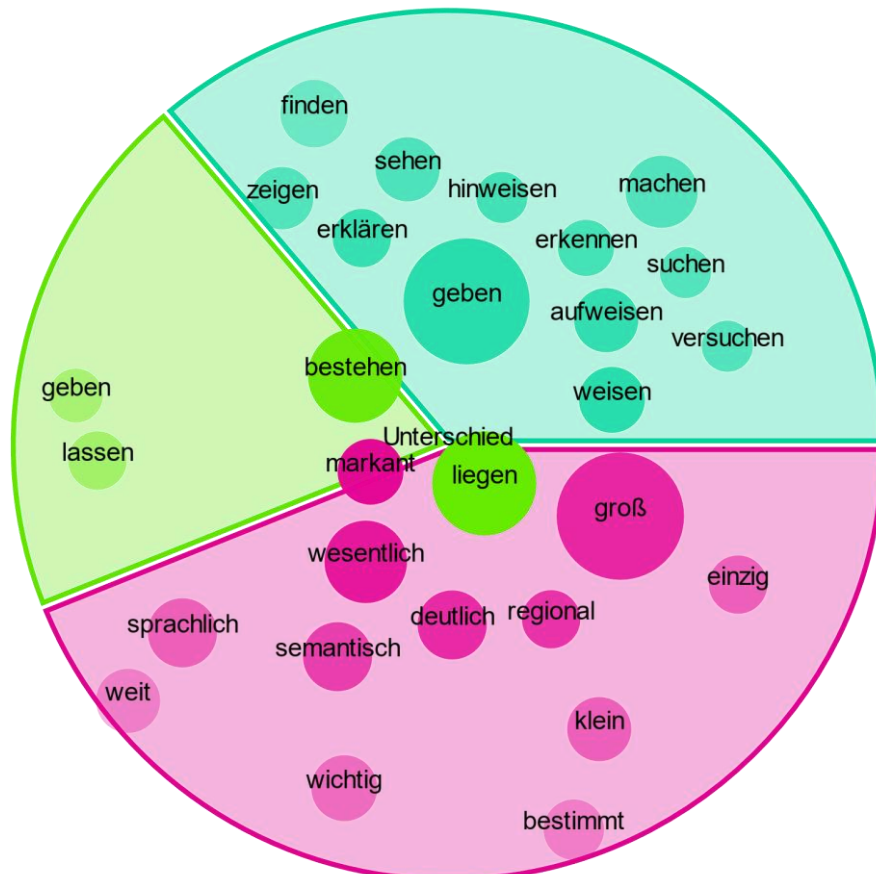 finden
sehen
zeigen
hinweisen
machen
erklären
erkennen
suchen
geben
aufweisen
versuchen
bestehen
geben
weisen
Unterschied
lassen
markant
liegen
groß
wesentlich
einzig
sprachlich
deutlich
regional
semantisch
weit
klein
wichtig
bestimmt